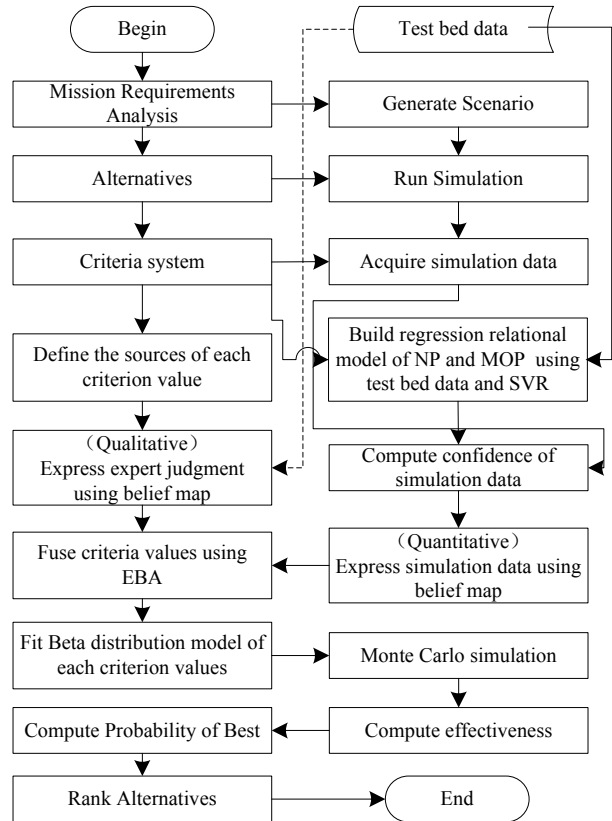 Begin
Test bed data
Mission Requirements
Analysis
Generate Scenario
Alternatives
Run Simulation
Criteria system
Acquire simulation data
Define the sources of each
criterion value
Build regression relational
model of NP and MOP using
test bed data and SVR
（Qualitative）
Express expert judgment
using belief map
Compute confidence of
simulation data
Fuse criteria values using
EBA
（Quantitative）
Express simulation data using
belief map
Fit Beta distribution model of
each criterion values
Monte Carlo simulation
Compute Probability of Best
Compute effectiveness
Rank Alternatives
End